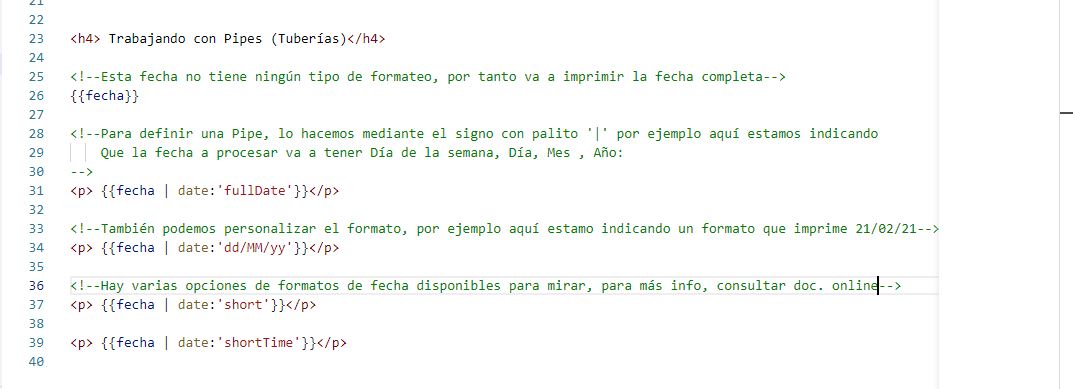 21
22
23 <h4> Trabajando con Pipes (Tuberías)</h4>
24
25 <!--Esta fecha no tiene ningún tipo de formateo, por tanto va a imprimir la fecha completa-->
26 {{fecha}}
27
28 <!--Para definir una Pipe, lo hacemos mediante el signo con palito '|' por ejemplo aquí estamos indicando
29 Que la fecha a procesar va a tener Día de la semana, Día, Mes , Año:
30 -->
31 <p> {{fecha | date:'fullDate'}}</p>
32
33 <!--También podemos personalizar el formato, por ejemplo aquí estamo indicando un formato que imprime 21/02/21-->
34 <p> {{fecha | date:'dd/MM/yy'}}</p>
35
36 <!--Hay varias opciones de formatos de fecha disponibles para mirar, para más info, consultar doc. online-->
37 <p> {{fecha | date:'short'}}</p>
38
39 <p> {{fecha | date:'shortTime'}}</p>
40